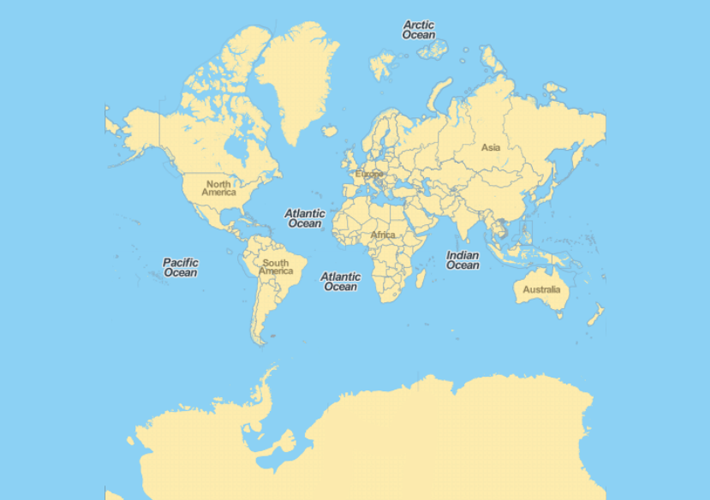 Arctic
Ocean
Asia
Europe
North
America
Atlantic
Ocean
Africa
Pacific
Ocean
South
America
Indian
Ocean
Atlantic
Ocean
Australia